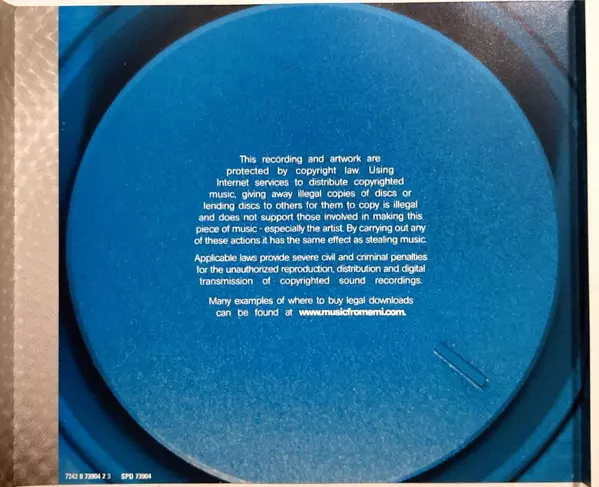 This recording and artwork are
protected by copyright law. Using
Internet services to distribute copyrighted
music, giving away illegal copies of discs or
lending discs to others for them to copy is illegal
and does not support those involved in making this
piece of music - especially the artist. By carrying out any
of these actions it has the same effect as stealing music.
Applicable laws provide severe civil and criminal penalties
for the unauthorized reproduction, distribution and digital
transmission of copyrighted sound recordings.
Many examples of where to buy legal downloads
can be found at www.musicfromemi.com.
7243 8 73904 2 3 SPD 73904